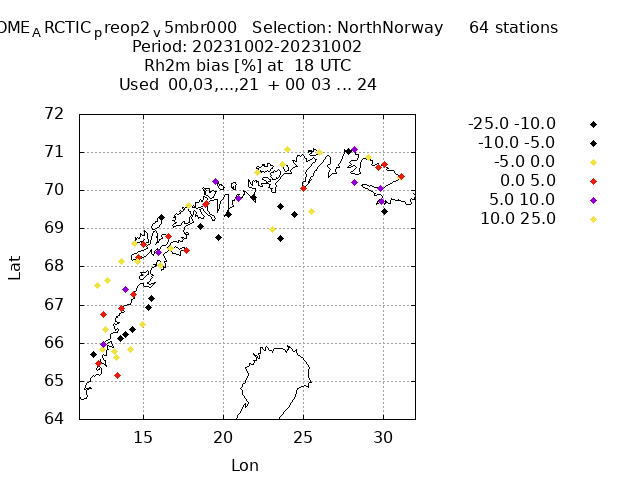 OME A RCTIC p reop2 v 5mbr000 Selection: NorthNorway 64 stations
Period: 20231002-20231002
Rh2m bias [%] at 18 UTC
Used 00,03,...,21 + 00 03 ... 24
72
71
70
69
68
67
66
65
64
Lat
15 20 25 30
Lon
-25.0 -10.0
-10.0 -5.0
-5.0 0.0
0.0 5.0
5.0 10.0
10.0 25.0